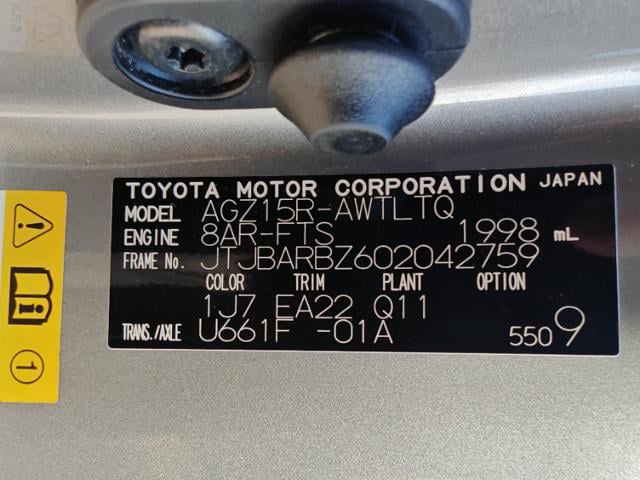 TOYOTA MOTOR CORPORATION JAPAN
MODEL AGZ15R-AWTLTQ
ENGINE 8AR-FTS 1998 mL
FRAME No. JTJBARBZ602042759
COLOR TRIM PLANT OPTION
1J7 EA22 Q11
TRANS./AXLE U661F -01A 5509
1